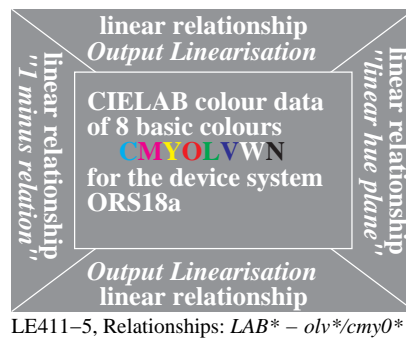 linear relationship
Output Linearisation
linear relationship
"1 minus relation"
CIELAB colour data
of 8 basic colours
CMYOLVWN
for the device system
ORS18a
linear relationship
"linear hue plane"
Output Linearisation
linear relationship
LE411−5, Relationships: LAB* − olv*/cmy0*